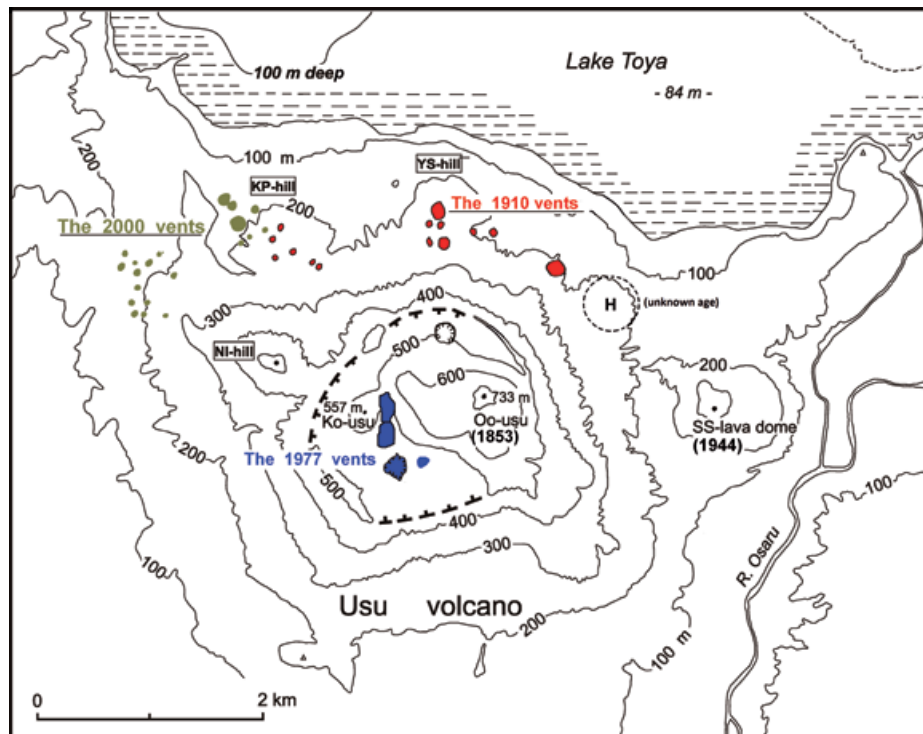 Lake Toya
- 84 m -
100 m deep
200
100 m
YS-hill
KP-hill
The 1910 vents
200
The 2000 vents
100
H
(unknown age)
400
300
500
NI-hill
600
200
557 m
Ko-usu
733 m
Oo-usu
(1853)
SS-lava dome
(1944)
The 1977 vents
500
400
200
100
300
R. Osaru
100
Usu volcano
200
100 m
0
2 km